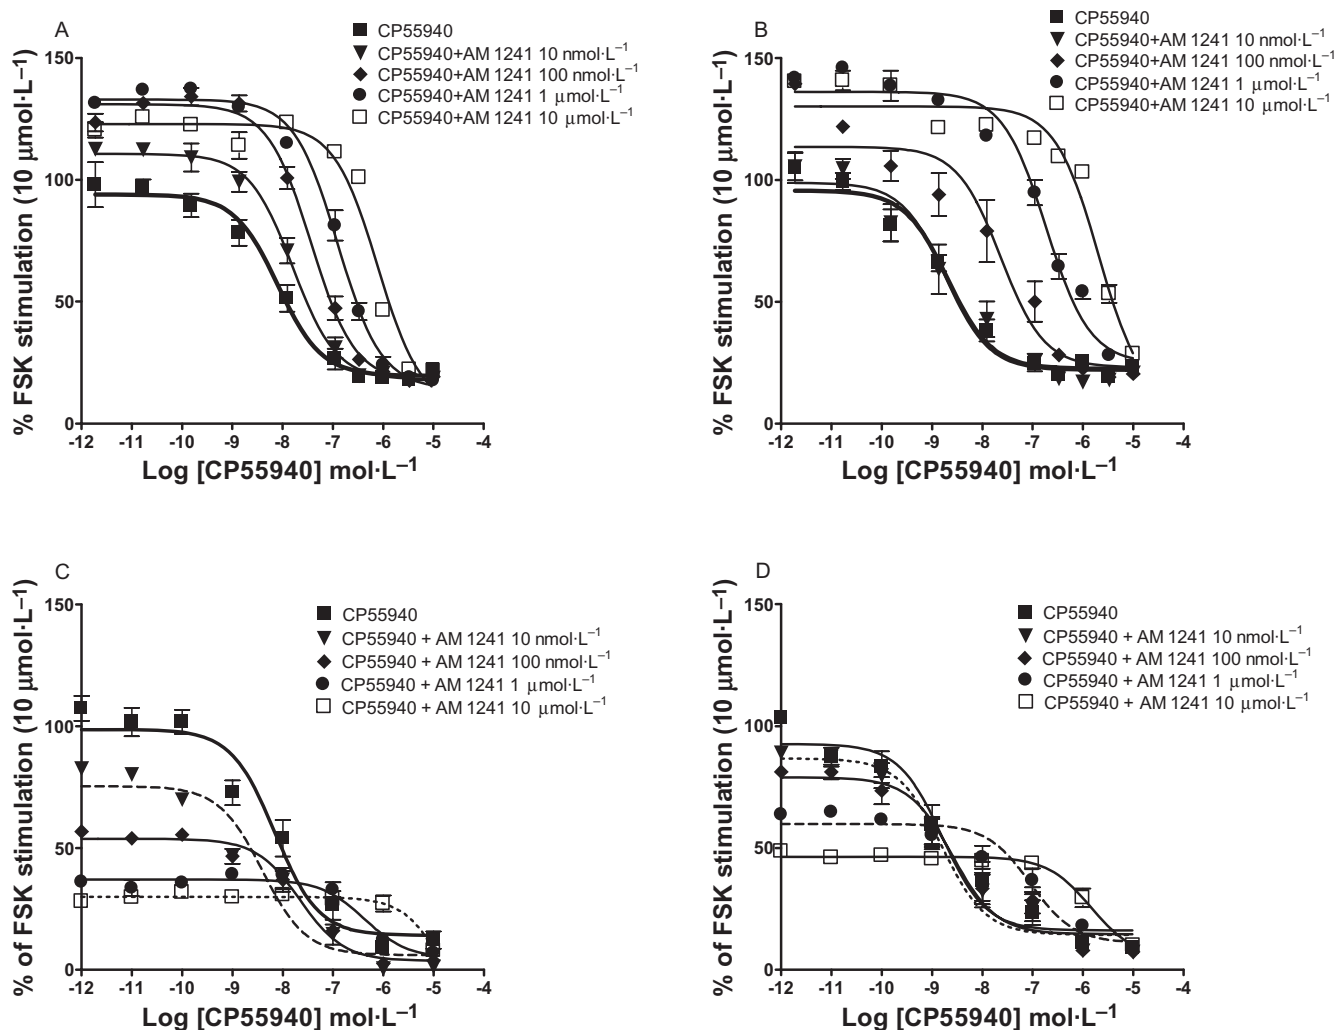 A
CP55940
CP55940+AM 1241 10 nmol·L⁻¹
CP55940+AM 1241 100 nmol·L⁻¹
CP55940+AM 1241 1 μmol·L⁻¹
CP55940+AM 1241 10 μmol·L⁻¹
% FSK stimulation (10 μmol·L⁻¹)
150
100
50
0
-12 -11 -10 -9 -8 -7 -6 -5 -4
Log [CP55940] mol·L⁻¹
B
CP55940
CP55940+AM 1241 10 nmol·L⁻¹
CP55940+AM 1241 100 nmol·L⁻¹
CP55940+AM 1241 1 μmol·L⁻¹
CP55940+AM 1241 10 μmol·L⁻¹
% FSK stimulation (10 μmol·L⁻¹)
150
100
50
0
-12 -11 -10 -9 -8 -7 -6 -5 -4
Log [CP55940] mol·L⁻¹
C
CP55940
CP55940 + AM 1241 10 nmol·L⁻¹
CP55940 + AM 1241 100 nmol·L⁻¹
CP55940 + AM 1241 1 μmol·L⁻¹
CP55940 + AM 1241 10 μmol·L⁻¹
% of FSK stimulation (10 μmol·L⁻¹)
150
100
50
0
-12 -11 -10 -9 -8 -7 -6 -5 -4
Log [CP55940] mol·L⁻¹
D
CP55940
CP55940 + AM 1241 10 nmol·L⁻¹
CP55940 + AM 1241 100 nmol·L⁻¹
CP55940 + AM 1241 1 μmol·L⁻¹
CP55940 + AM 1241 10 μmol·L⁻¹
% of FSK stimulation (10 μmol·L⁻¹)
150
100
50
0
-12 -11 -10 -9 -8 -7 -6 -5 -4
Log [CP55940] mol·L⁻¹